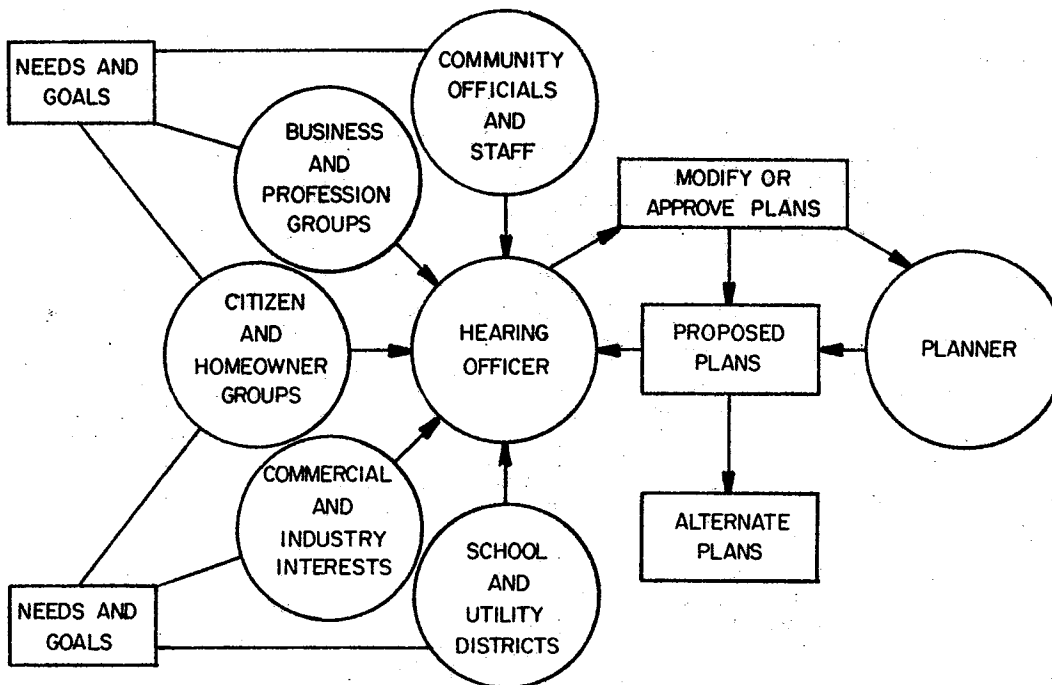 NEEDS AND
GOALS
COMMUNITY
OFFICIALS
AND
STAFF
BUSINESS
AND
PROFESSION
GROUPS
MODIFY OR
APPROVE PLANS
CITIZEN
AND
HOMEOWNER
GROUPS
HEARING
OFFICER
PROPOSED
PLANS
PLANNER
COMMERCIAL
AND
INDUSTRY
INTERESTS
ALTERNATE
PLANS
SCHOOL
AND
UTILITY
DISTRICTS
NEEDS AND
GOALS